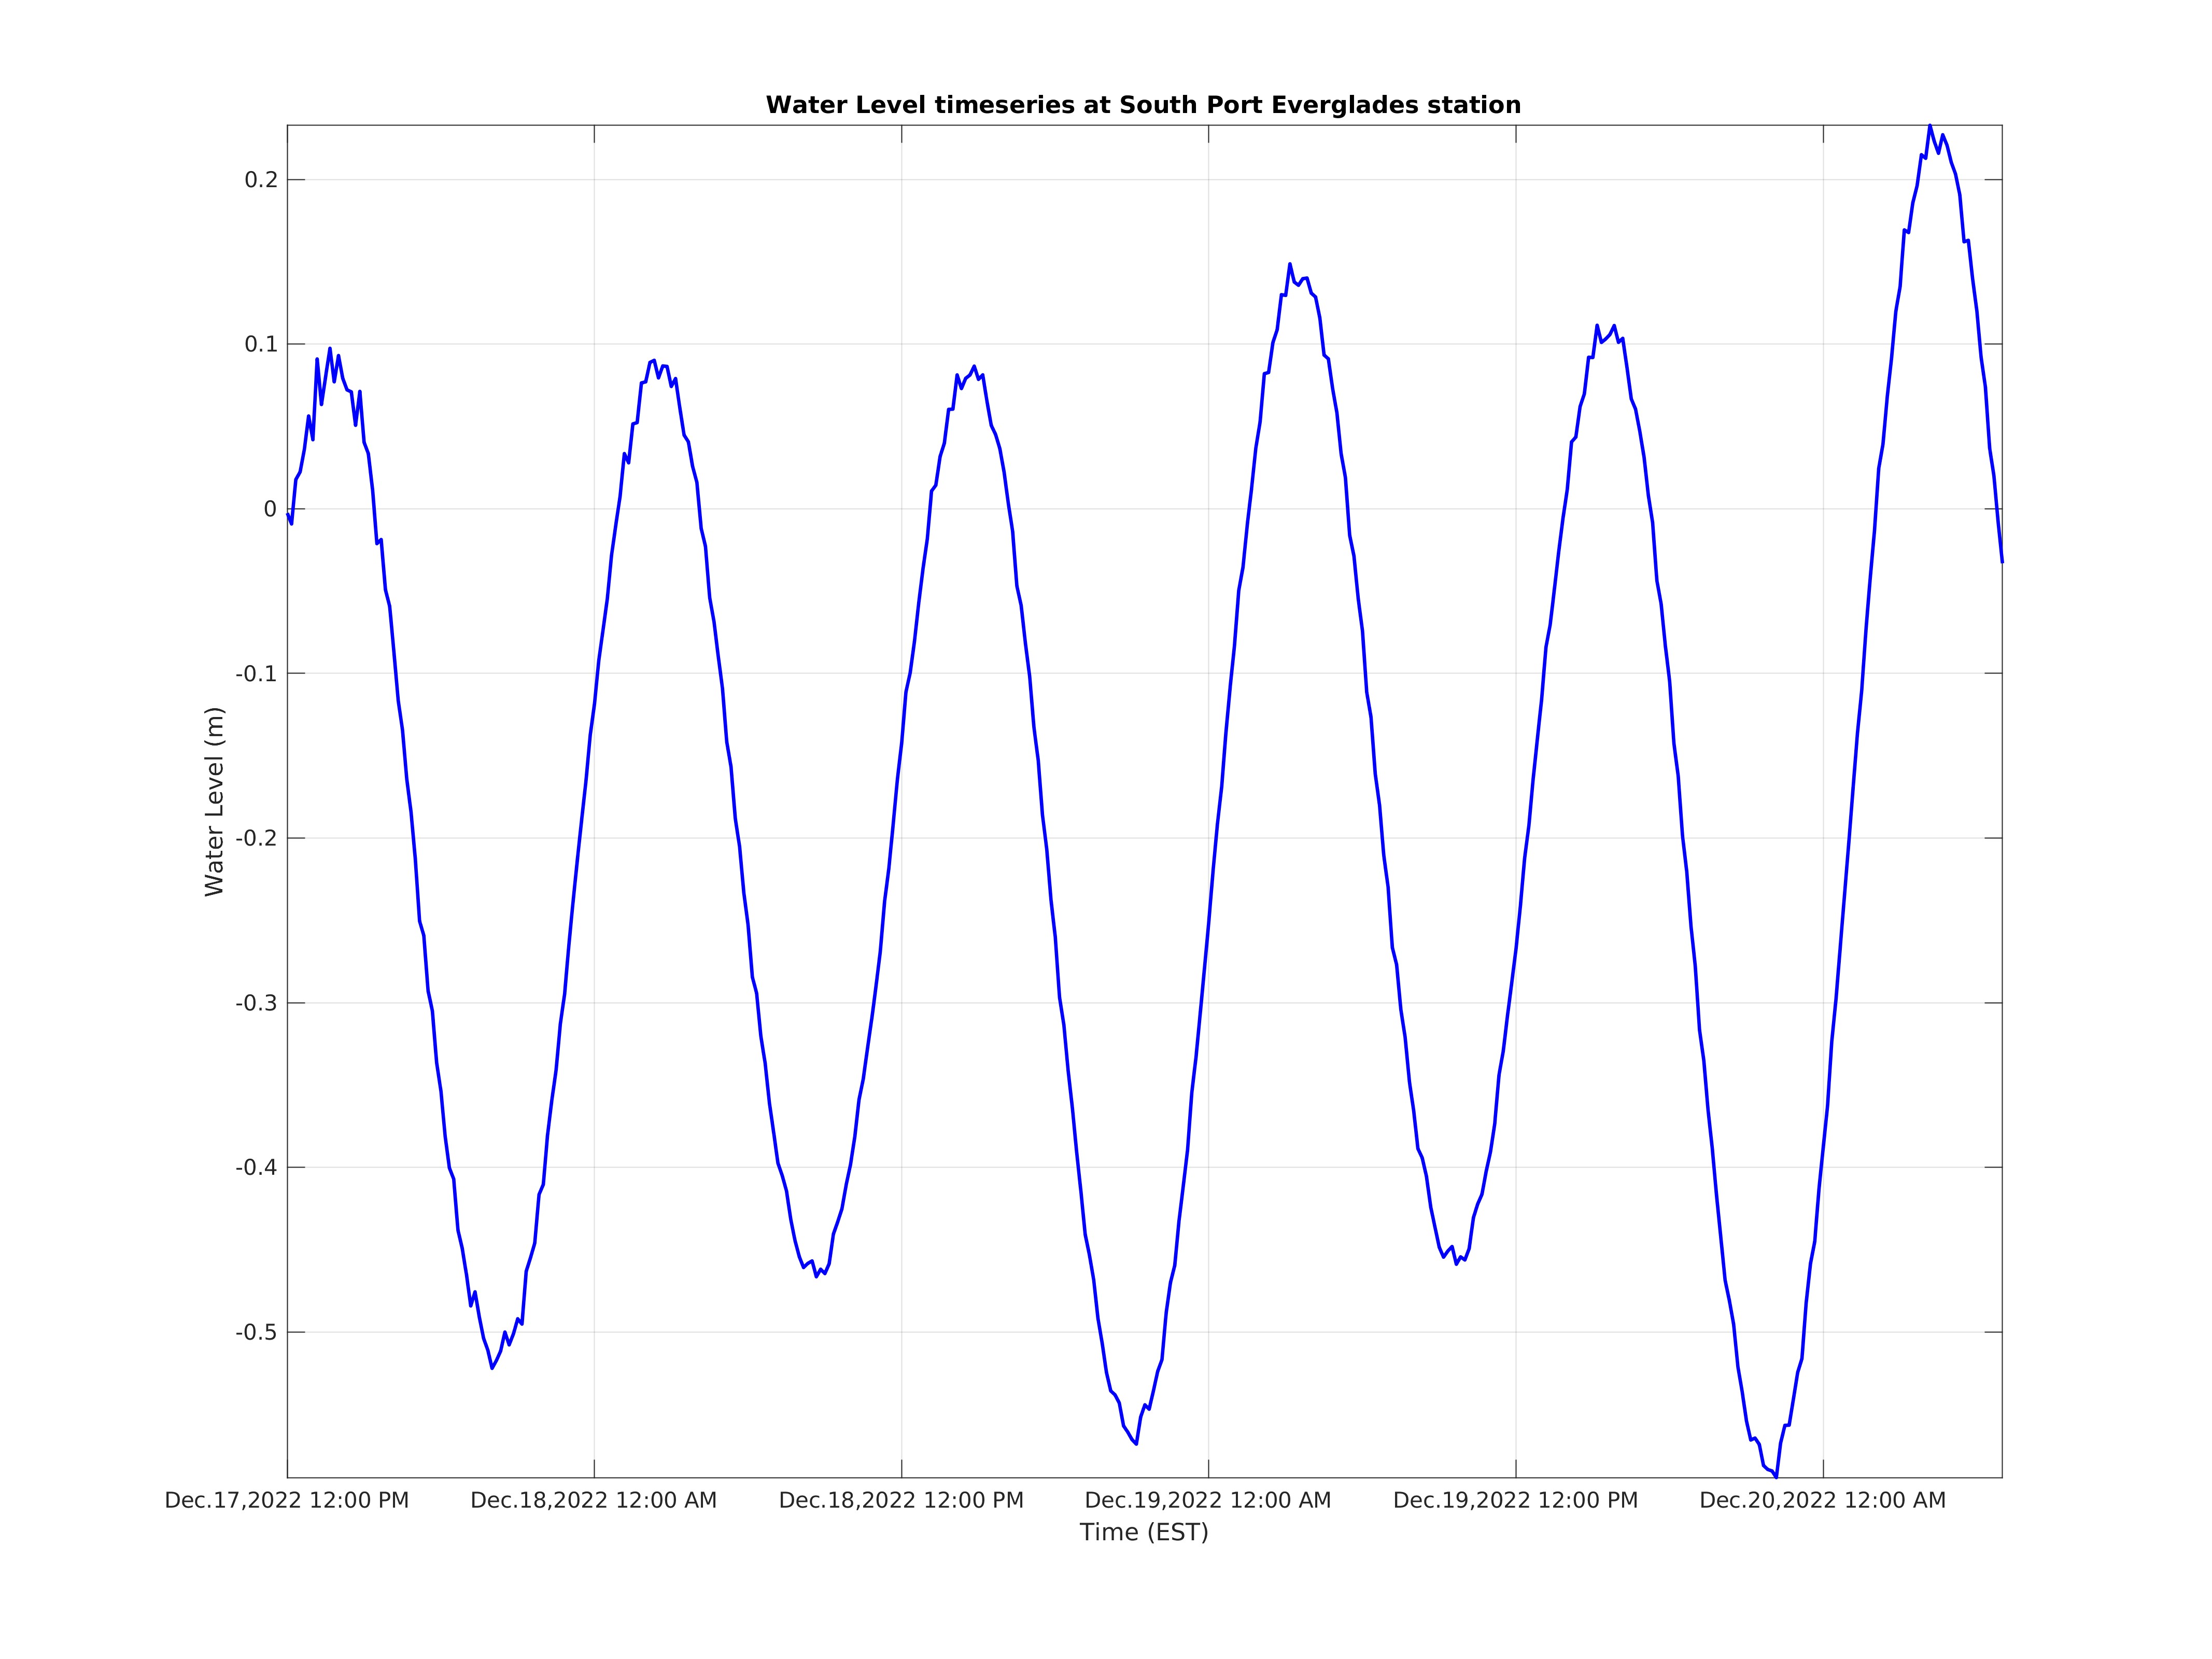 Water Level timeseries at South Port Everglades station
0.2
0.1
0
-0.1
-0.2
-0.3
-0.4
-0.5
Water Level (m)
Dec.17,2022 12:00 PM
Dec.18,2022 12:00 AM
Dec.18,2022 12:00 PM
Dec.19,2022 12:00 AM
Dec.19,2022 12:00 PM
Dec.20,2022 12:00 AM
Time (EST)